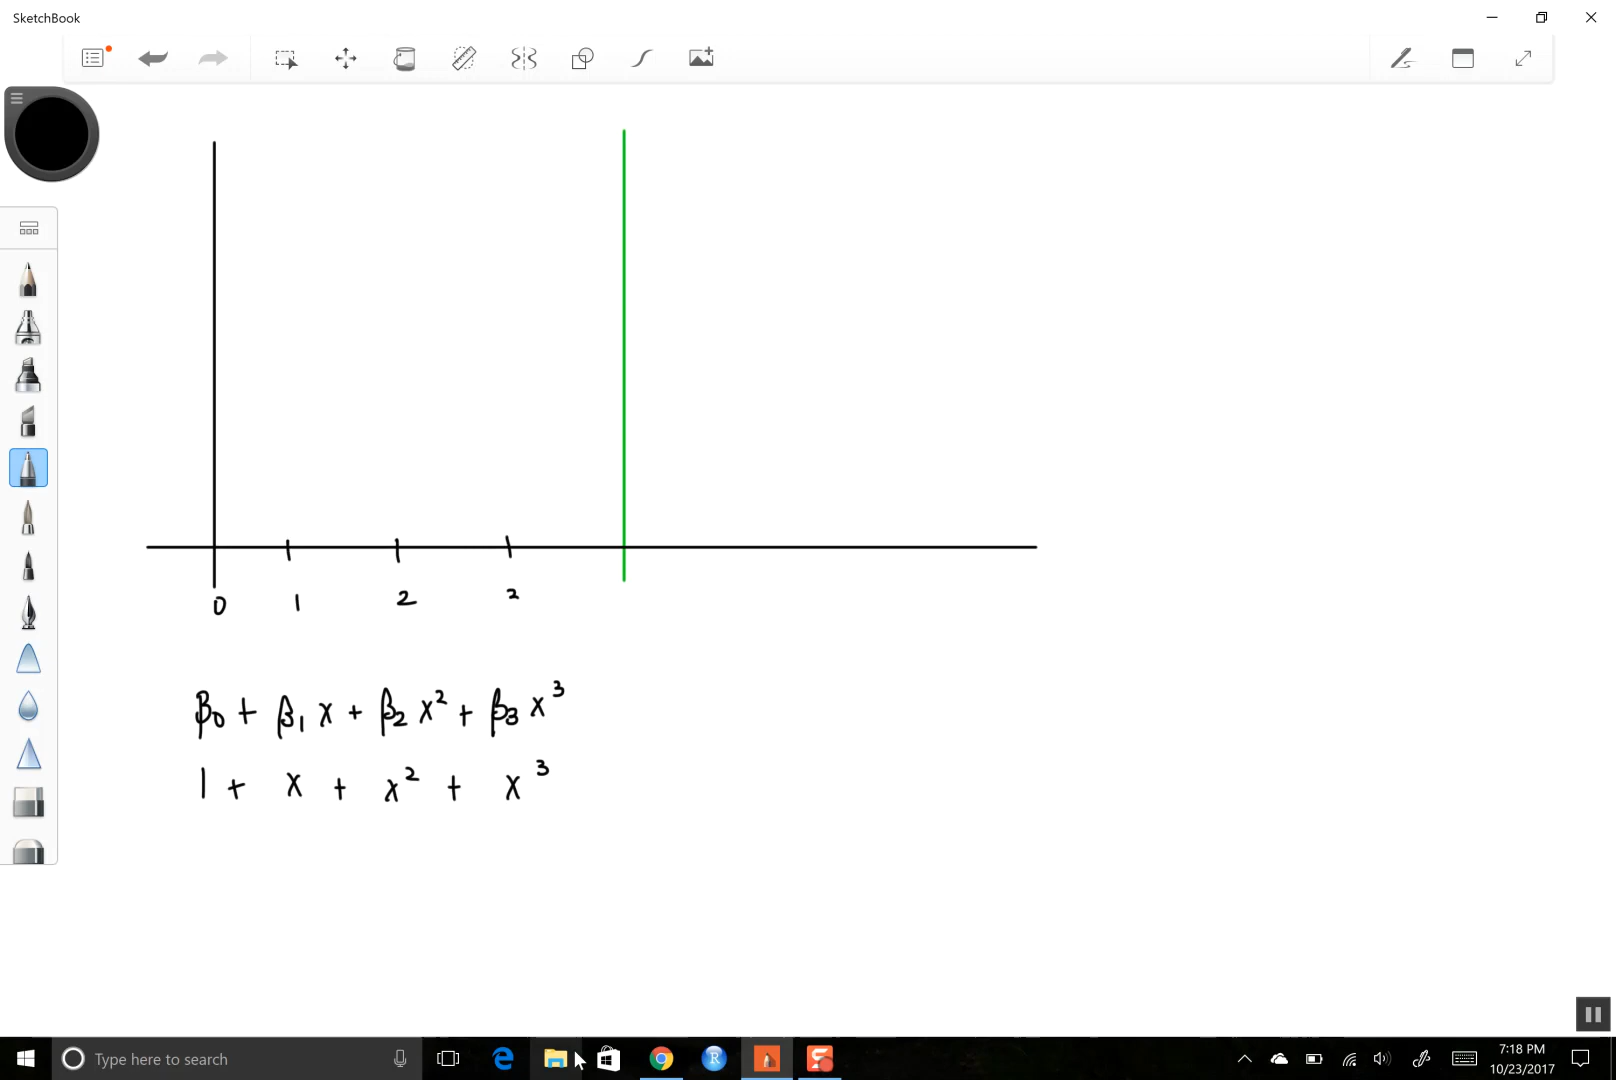 SketchBook
0 1 2 2
β₀ + β₁ x + β₂ x² + β₃ x³
1 + x + x² + x³
Type here to search
7:18 PM
10/23/2017